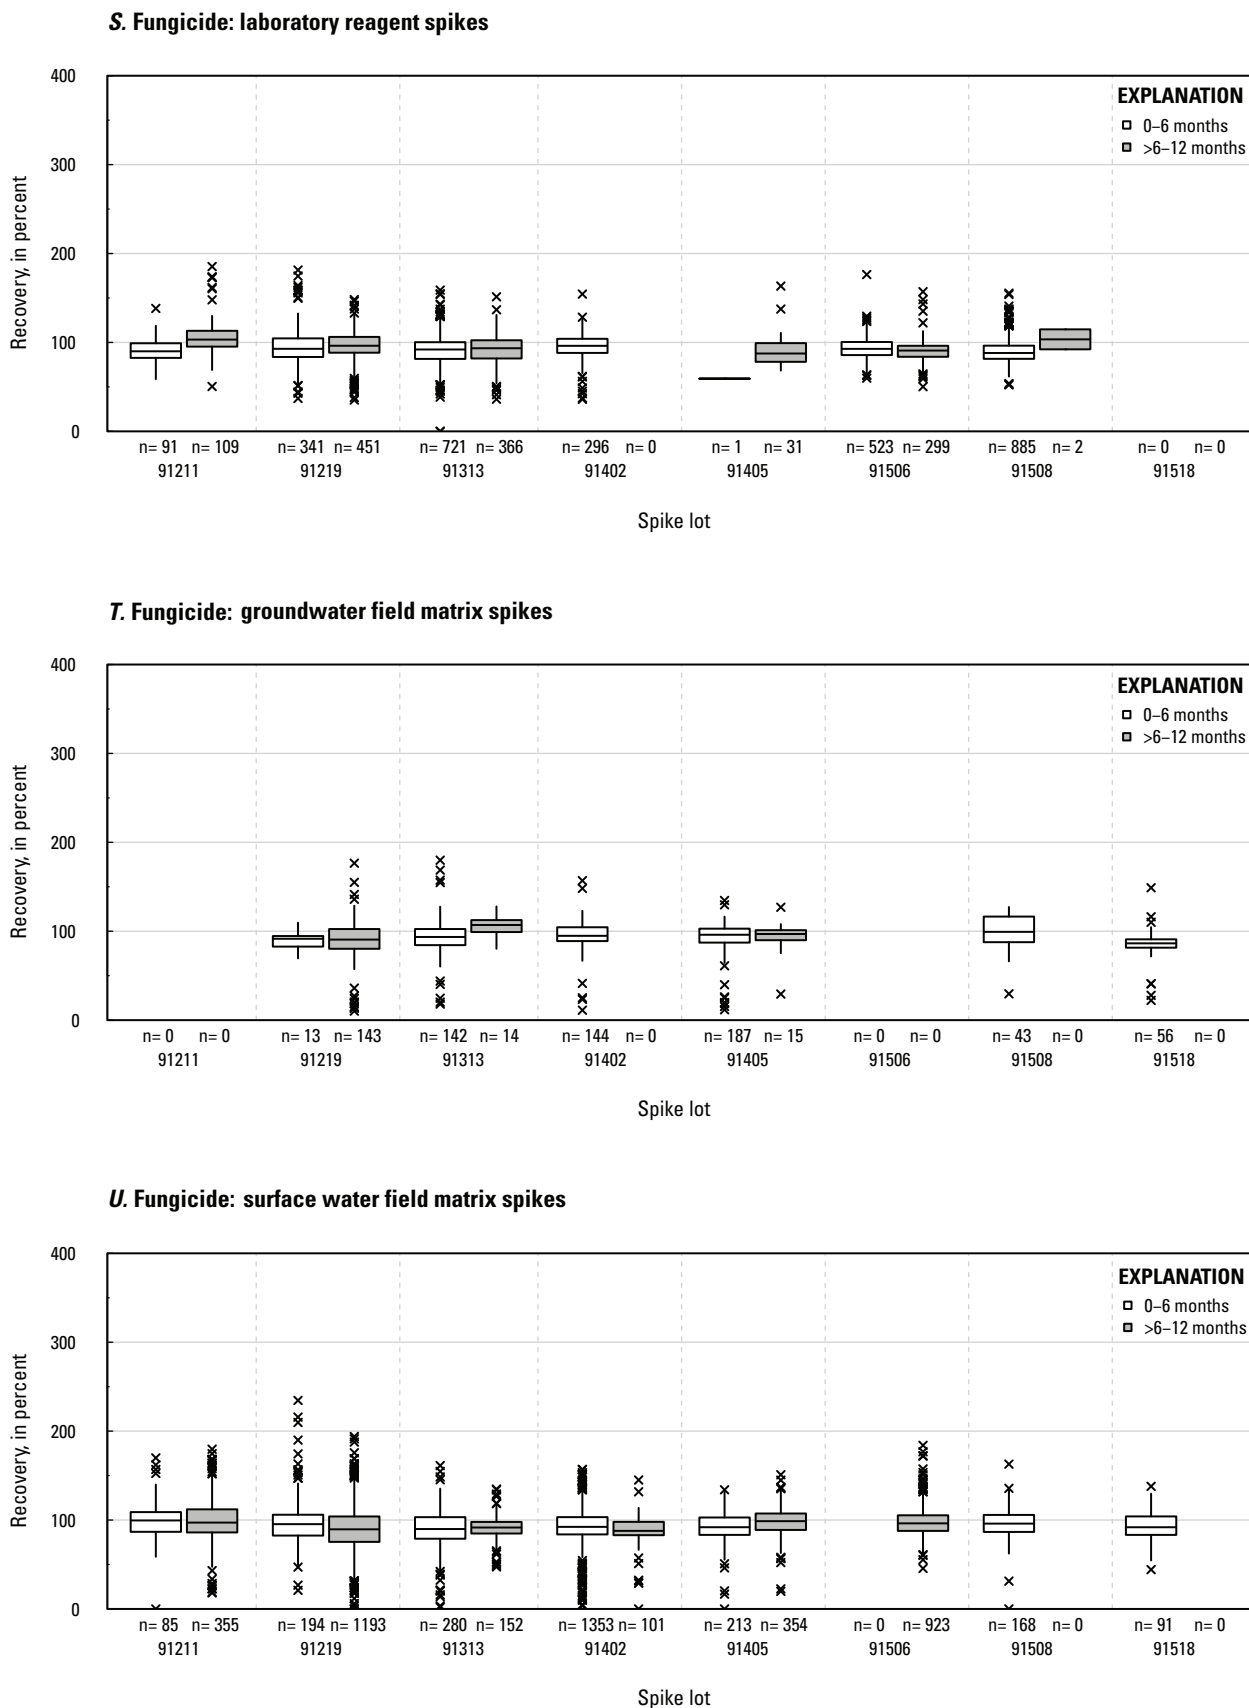 S. Fungicide: laboratory reagent spikes
EXPLANATION
0–6 months
>6–12 months
Recovery, in percent
400
300
200
100
0
n= 91 n= 109 n= 341 n= 451 n= 721 n= 366 n= 296 n= 0 n= 1 n= 31 n= 523 n= 299 n= 885 n= 2 n= 0 n= 0
91211 91219 91313 91402 91405 91506 91508 91518
Spike lot
T. Fungicide: groundwater field matrix spikes
EXPLANATION
0–6 months
>6–12 months
Recovery, in percent
400
300
200
100
0
n= 0 n= 0 n= 13 n= 143 n= 142 n= 14 n= 144 n= 0 n= 187 n= 15 n= 0 n= 0 n= 43 n= 0 n= 56 n= 0
91211 91219 91313 91402 91405 91506 91508 91518
Spike lot
U. Fungicide: surface water field matrix spikes
EXPLANATION
0–6 months
>6–12 months
Recovery, in percent
400
300
200
100
0
n= 85 n= 355 n= 194 n= 1193 n= 280 n= 152 n= 1353 n= 101 n= 213 n= 354 n= 0 n= 923 n= 168 n= 0 n= 91 n= 0
91211 91219 91313 91402 91405 91506 91508 91518
Spike lot